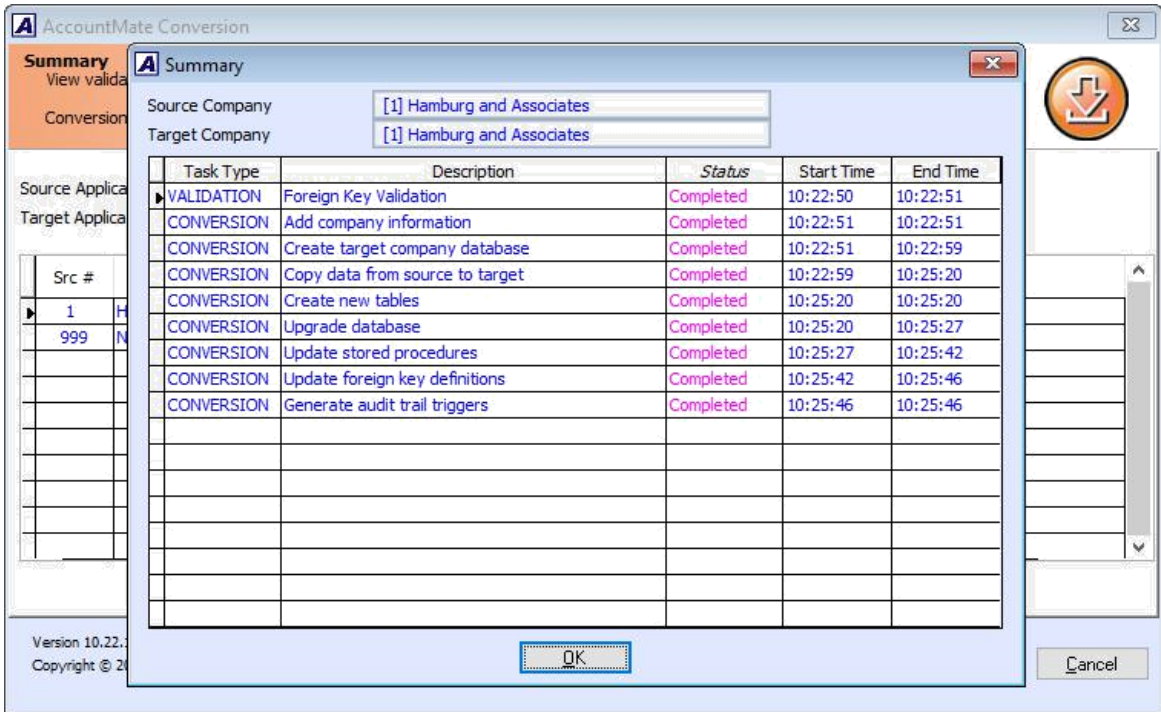 AccountMate Conversion
Summary
View valida
Conversion
Source Applica
Target Applica
Src #
1 H
999 N
Version 10.22.
Copyright © 20
Cancel
A Summary
Source Company [1] Hamburg and Associates
Target Company [1] Hamburg and Associates
Task Type Description Status Start Time End Time
VALIDATION Foreign Key Validation Completed 10:22:50 10:22:51
CONVERSION Add company information Completed 10:22:51 10:22:51
CONVERSION Create target company database Completed 10:22:51 10:22:59
CONVERSION Copy data from source to target Completed 10:22:59 10:25:20
CONVERSION Create new tables Completed 10:25:20 10:25:20
CONVERSION Upgrade database Completed 10:25:20 10:25:27
CONVERSION Update stored procedures Completed 10:25:27 10:25:42
CONVERSION Update foreign key definitions Completed 10:25:42 10:25:46
CONVERSION Generate audit trail triggers Completed 10:25:46 10:25:46
OK